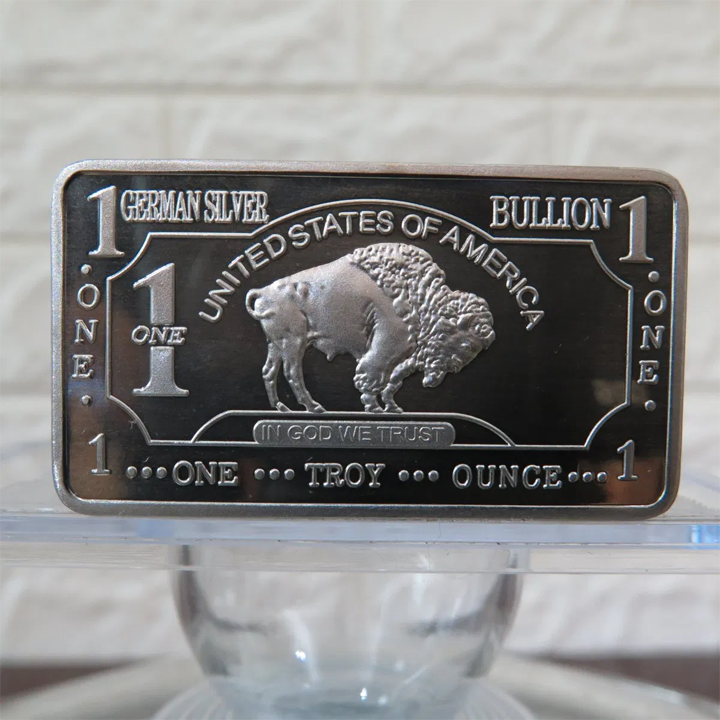 1 GERMAN SILVER BULLION 1
UNITED STATES OF AMERICA
• ONE •
1
ONE
• ONE •
IN GOD WE TRUST
1 ••• ONE ••• TROY ••• OUNCE ••• 1